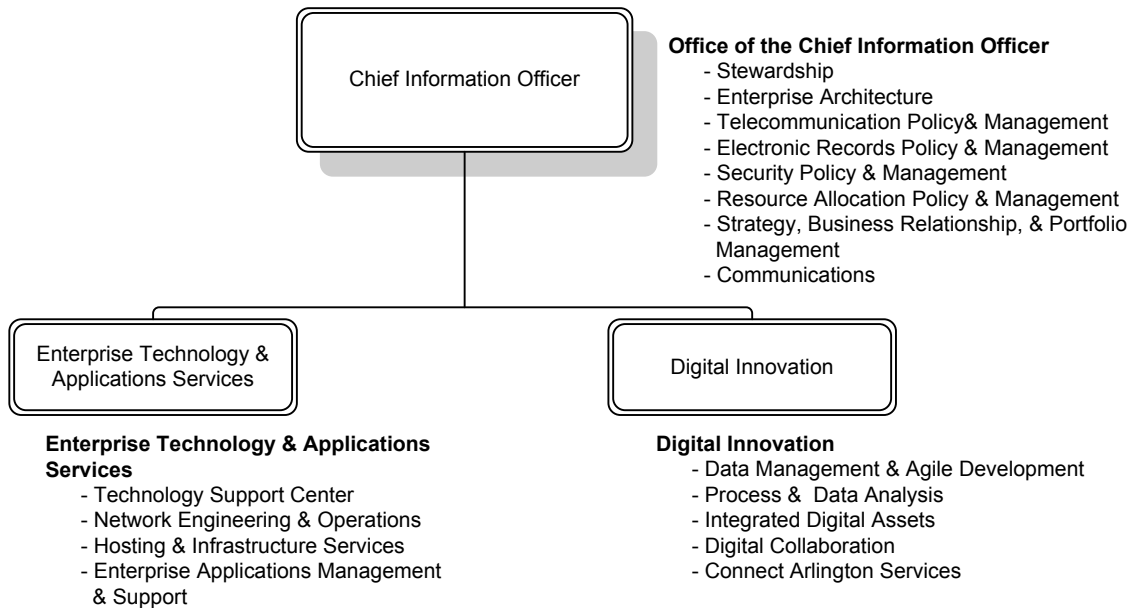 Chief Information Officer
Office of the Chief Information Officer
- Stewardship
- Enterprise Architecture
- Telecommunication Policy& Management
- Electronic Records Policy & Management
- Security Policy & Management
- Resource Allocation Policy & Management
- Strategy, Business Relationship, & Portfolio
Management
- Communications
Enterprise Technology &
Applications Services
Digital Innovation
Enterprise Technology & Applications
Services
- Technology Support Center
- Network Engineering & Operations
- Hosting & Infrastructure Services
- Enterprise Applications Management
& Support
Digital Innovation
- Data Management & Agile Development
- Process &  Data Analysis
- Integrated Digital Assets
- Digital Collaboration
- Connect Arlington Services